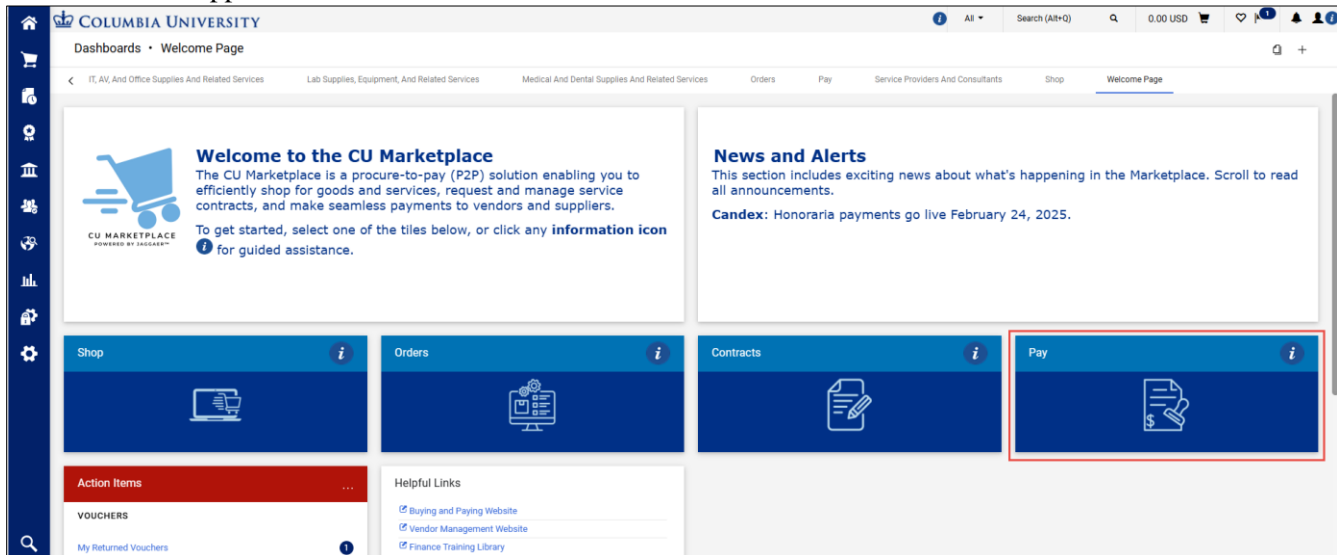 COLUMBIA UNIVERSITY
i All Search (Alt+Q) 0.00 USD 1
Dashboards • Welcome Page
IT, AV, And Office Supplies And Related Services Lab Supplies, Equipment, And Related Services Medical And Dental Supplies And Related Services Orders Pay Service Providers And Consultants Shop Welcome Page
Welcome to the CU Marketplace
The CU Marketplace is a procure-to-pay (P2P) solution enabling you to
efficiently shop for goods and services, request and manage service
contracts, and make seamless payments to vendors and suppliers.
To get started, select one of the tiles below, or click any information icon
i for guided assistance.
CU MARKETPLACE
POWERED BY JAGGAER™
News and Alerts
This section includes exciting news about what's happening in the Marketplace. Scroll to read
all announcements.
Candex: Honoraria payments go live February 24, 2025.
Shop i
Orders i
Contracts i
Pay i
$
Action Items ...
VOUCHERS
My Returned Vouchers 1
Helpful Links
Buying and Paying Website
Vendor Management Website
Finance Training Library